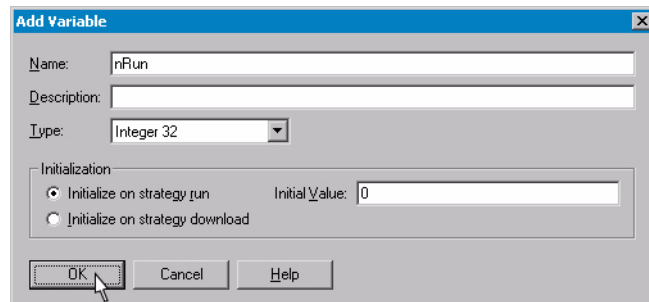 Add Variable
Name: nRun
Description:
Type: Integer 32
Initialization
Initialize on strategy run Initial Value: 0
Initialize on strategy download
OK Cancel Help